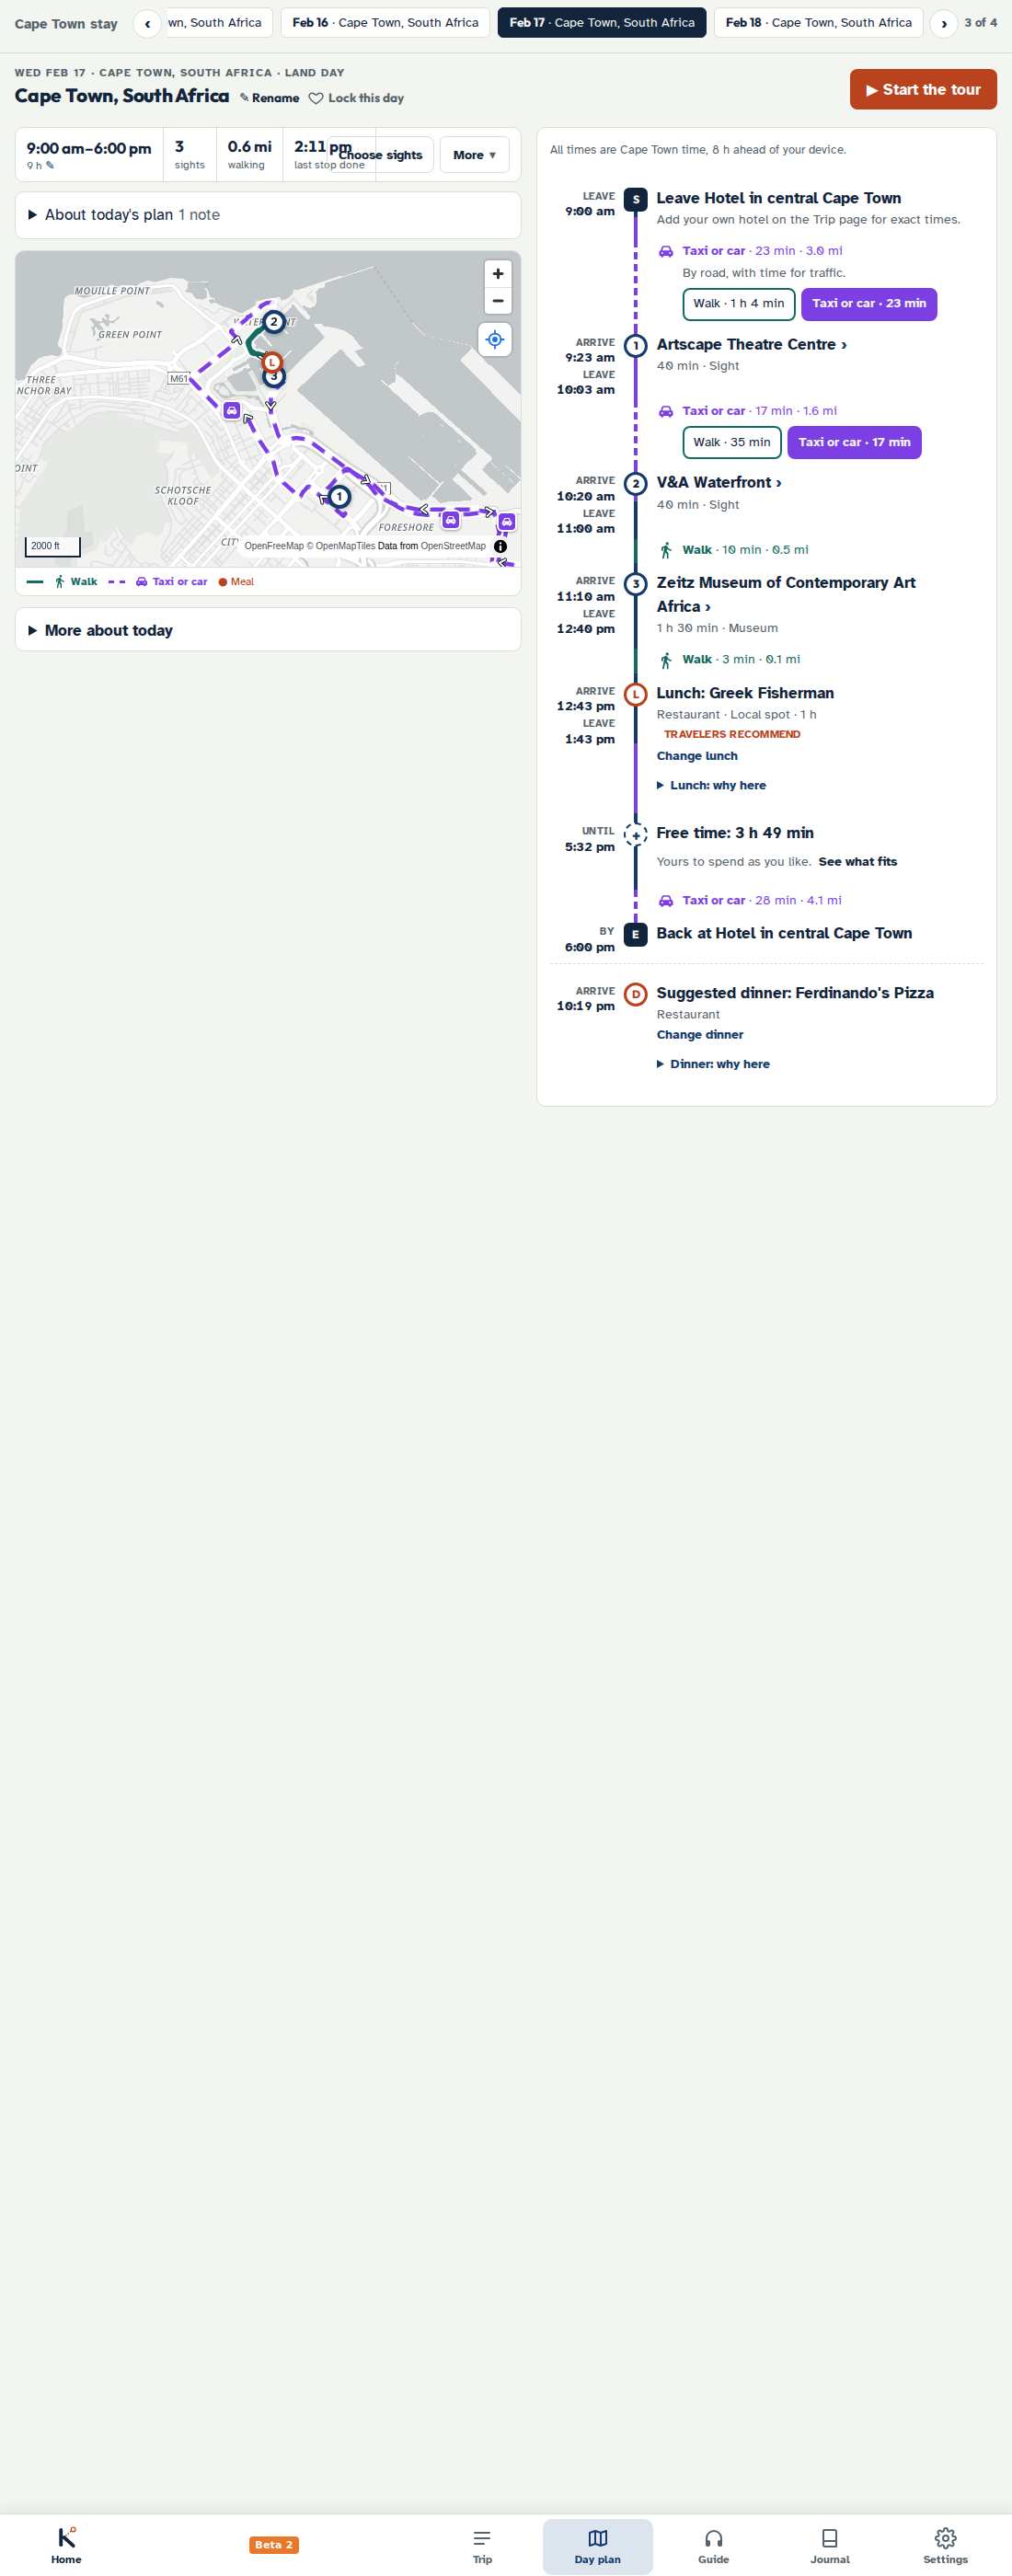 Cape Town stay
‹
wn, South Africa
Feb 16 · Cape Town, South Africa
Feb 17 · Cape Town, South Africa
Feb 18 · Cape Town, South Africa
›
3 of 4
WED FEB 17 · CAPE TOWN, SOUTH AFRICA · LAND DAY
Cape Town, South Africa
✎ Rename
Lock this day
▶ Start the tour
9:00 am–6:00 pm
9 h ✎
3
sights
0.6 mi
walking
2:11 pm
last stop done
Choose sights
More ▾
▶ About today's plan 1 note
MOUILLE POINT
GREEN POINT
THREE
NCHOR BAY
M61
OINT
SCHOTSCHE
KLOOF
FORESHORE
CIT
2
L
3
1
+
−
2000 ft
OpenFreeMap © OpenMapTiles Data from OpenStreetMap
Walk
Taxi or car
Meal
▶ More about today
All times are Cape Town time, 8 h ahead of your device.
LEAVE
9:00 am
S
Leave Hotel in central Cape Town
Add your own hotel on the Trip page for exact times.
Taxi or car · 23 min · 3.0 mi
By road, with time for traffic.
Walk · 1 h 4 min
Taxi or car · 23 min
ARRIVE
9:23 am
LEAVE
10:03 am
1
Artscape Theatre Centre ›
40 min · Sight
Taxi or car · 17 min · 1.6 mi
Walk · 35 min
Taxi or car · 17 min
ARRIVE
10:20 am
LEAVE
11:00 am
2
V&A Waterfront ›
40 min · Sight
Walk · 10 min · 0.5 mi
ARRIVE
11:10 am
LEAVE
12:40 pm
3
Zeitz Museum of Contemporary Art
Africa ›
1 h 30 min · Museum
Walk · 3 min · 0.1 mi
ARRIVE
12:43 pm
LEAVE
1:43 pm
L
Lunch: Greek Fisherman
Restaurant · Local spot · 1 h
TRAVELERS RECOMMEND
Change lunch
▶ Lunch: why here
UNTIL
5:32 pm
+
Free time: 3 h 49 min
Yours to spend as you like. See what fits
Taxi or car · 28 min · 4.1 mi
BY
6:00 pm
E
Back at Hotel in central Cape Town
ARRIVE
10:19 pm
D
Suggested dinner: Ferdinando's Pizza
Restaurant
Change dinner
▶ Dinner: why here
Home
Beta 2
Trip
Day plan
Guide
Journal
Settings